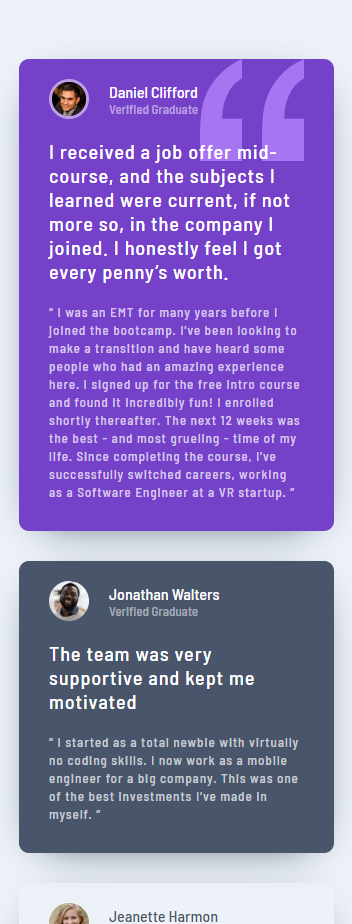 Daniel Clifford
Verified Graduate
I received a job offer mid-
course, and the subjects I
learned were current, if not
more so, in the company I
joined. I honestly feel I got
every penny’s worth.
“ I was an EMT for many years before I
joined the bootcamp. I’ve been looking to
make a transition and have heard some
people who had an amazing experience
here. I signed up for the free intro course
and found it incredibly fun! I enrolled
shortly thereafter. The next 12 weeks was
the best - and most grueling - time of my
life. Since completing the course, I’ve
successfully switched careers, working
as a Software Engineer at a VR startup. ”
Jonathan Walters
Verified Graduate
The team was very
supportive and kept me
motivated
“ I started as a total newbie with virtually
no coding skills. I now work as a mobile
engineer for a big company. This was one
of the best investments I’ve made in
myself. ”
Jeanette Harmon